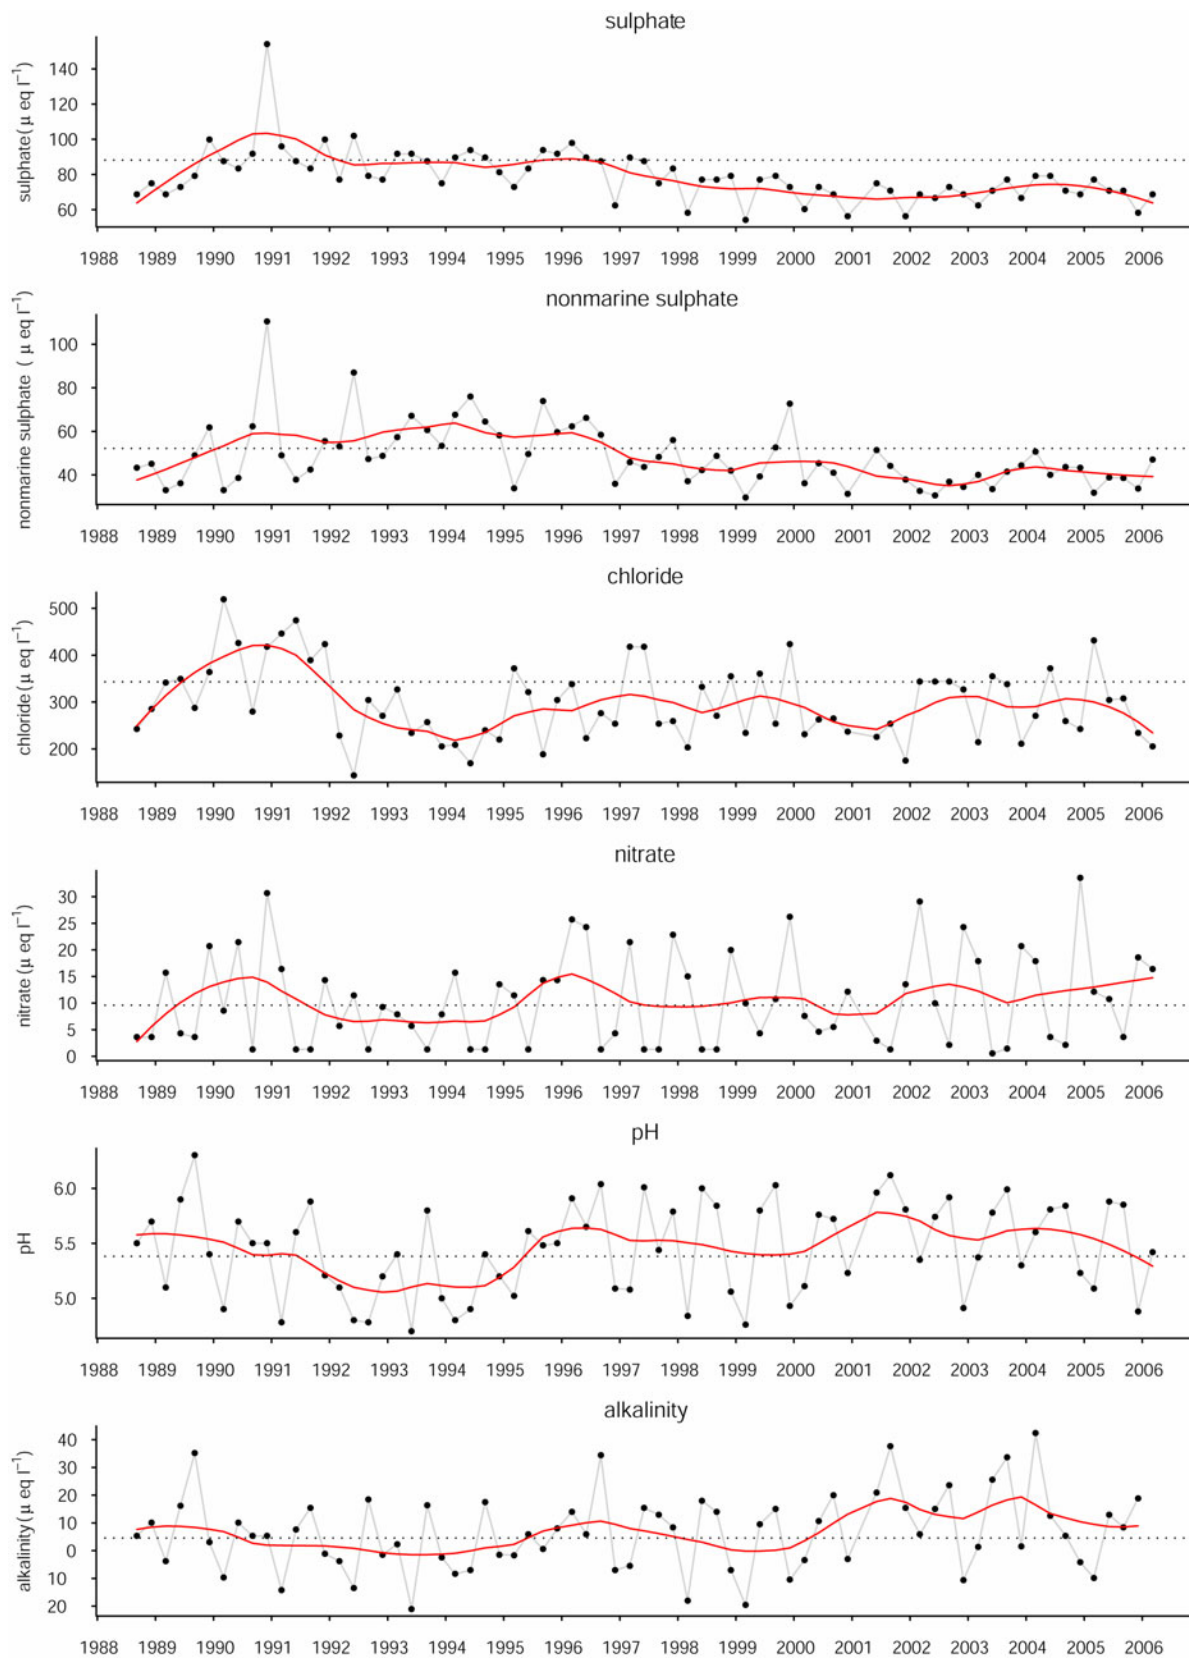 sulphate
sulphate (μ eq l⁻¹)
140
120
100
80
60
1988 1989 1990 1991 1992 1993 1994 1995 1996 1997 1998 1999 2000 2001 2002 2003 2004 2005 2006
nonmarine sulphate
nonmarine sulphate ( μ eq l⁻¹)
100
80
60
40
1988 1989 1990 1991 1992 1993 1994 1995 1996 1997 1998 1999 2000 2001 2002 2003 2004 2005 2006
chloride
chloride (μ eq l⁻¹)
500
400
300
200
1988 1989 1990 1991 1992 1993 1994 1995 1996 1997 1998 1999 2000 2001 2002 2003 2004 2005 2006
nitrate
nitrate (μ eq l⁻¹)
30
25
20
15
10
5
0
1988 1989 1990 1991 1992 1993 1994 1995 1996 1997 1998 1999 2000 2001 2002 2003 2004 2005 2006
pH
pH
6.0
5.5
5.0
1988 1989 1990 1991 1992 1993 1994 1995 1996 1997 1998 1999 2000 2001 2002 2003 2004 2005 2006
alkalinity
alkalinity (μ eq l⁻¹)
40
30
20
10
0
10
20
1988 1989 1990 1991 1992 1993 1994 1995 1996 1997 1998 1999 2000 2001 2002 2003 2004 2005 2006